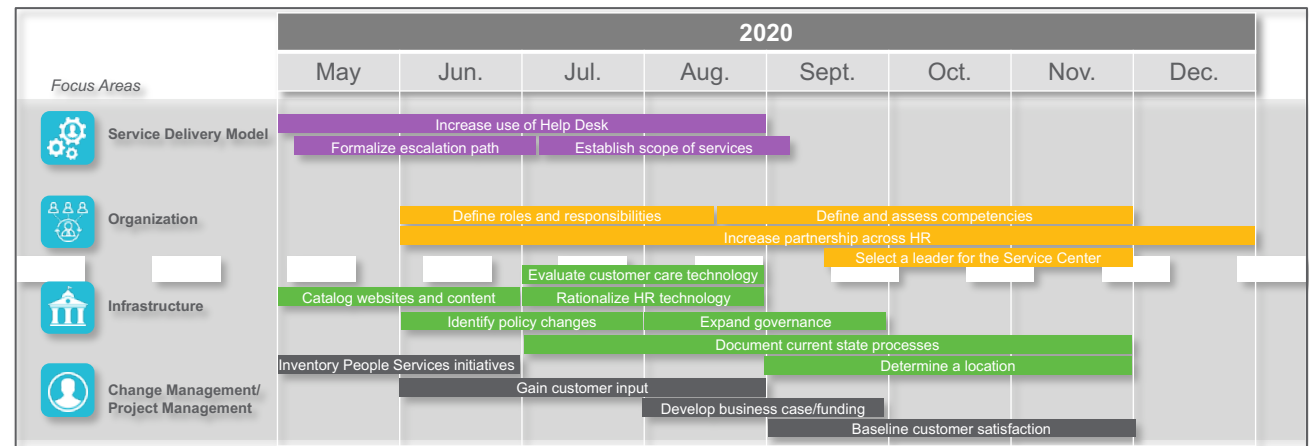 2020
Focus Areas
May Jun. Jul. Aug. Sept. Oct. Nov. Dec.
Service Delivery Model
Increase use of Help Desk
Formalize escalation path Establish scope of services
Organization
Define roles and responsibilities Define and assess competencies
Increase partnership across HR
Select a leader for the Service Center
Evaluate customer care technology
Infrastructure
Catalog websites and content Rationalize HR technology
Identify policy changes Expand governance
Document current state processes
Inventory People Services initiatives Determine a location
Change Management/
Project Management
Gain customer input
Develop business case/funding
Baseline customer satisfaction